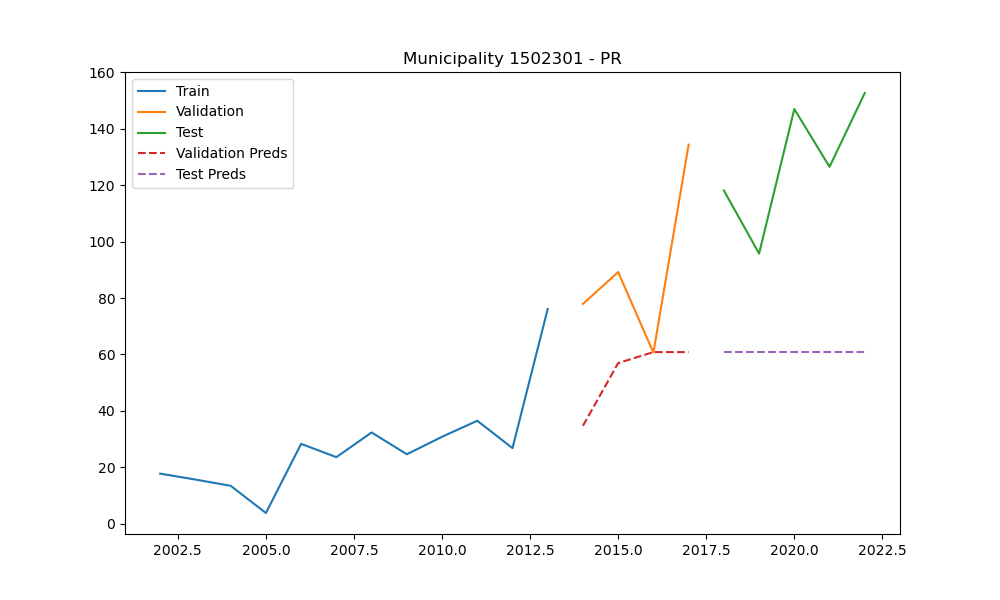 Municipality 1502301 - PR
160
140
120
100
80
60
40
20
0
Train
Validation
Test
Validation Preds
Test Preds
2002.5 2005.0 2007.5 2010.0 2012.5 2015.0 2017.5 2020.0 2022.5